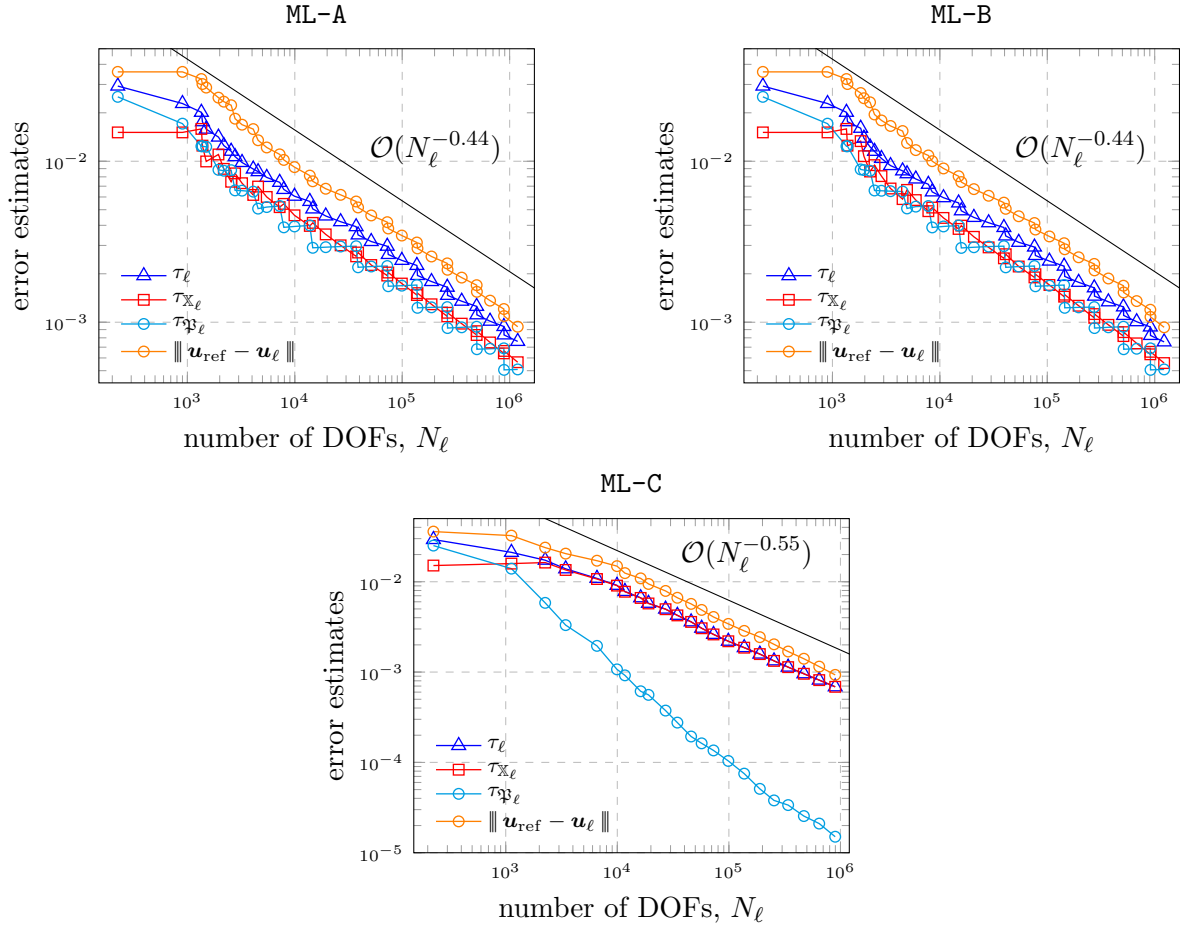 ML-A
10^{-2}
10^{-3}
10^3
10^4
10^5
10^6
error estimates
number of DOFs, N_ℓ
O(N_ℓ^{-0.44})
τ_ℓ
τ_{𝕏_ℓ}
τ_{𝔓_ℓ}
||| u_ref − u_ℓ |||
ML-B
10^{-2}
10^{-3}
10^3
10^4
10^5
10^6
error estimates
number of DOFs, N_ℓ
O(N_ℓ^{-0.44})
τ_ℓ
τ_{𝕏_ℓ}
τ_{𝔓_ℓ}
||| u_ref − u_ℓ |||
ML-C
10^{-2}
10^{-3}
10^{-4}
10^{-5}
10^3
10^4
10^5
10^6
error estimates
number of DOFs, N_ℓ
O(N_ℓ^{-0.55})
τ_ℓ
τ_{𝕏_ℓ}
τ_{𝔓_ℓ}
||| u_ref − u_ℓ |||